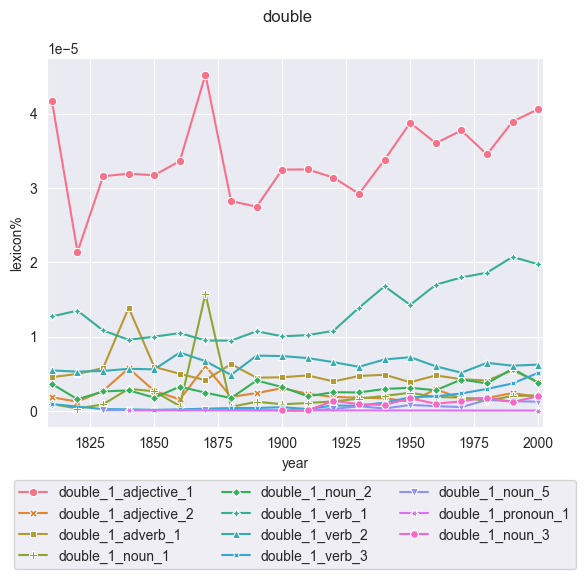 double
1e−5
4
3
2
1
0
lexicon%
1825 1850 1875 1900 1925 1950 1975 2000
year
double_1_adjective_1 double_1_noun_2 double_1_noun_5
double_1_adjective_2 double_1_verb_1 double_1_pronoun_1
double_1_adverb_1 double_1_verb_2 double_1_noun_3
double_1_noun_1 double_1_verb_3